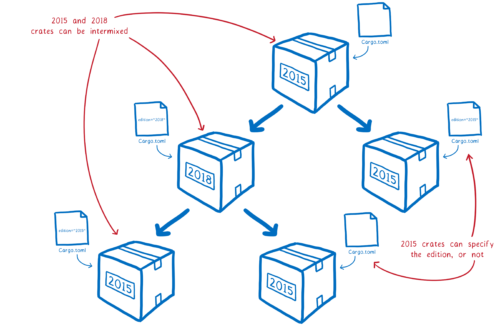 2015 and 2018
crates can be intermixed
Cargo.toml
2015
edition="2018"
Cargo.toml
2018
edition="2015"
Cargo.toml
2015
Cargo.toml
2015
Cargo.toml
2015
2015 crates can specify
the edition, or not